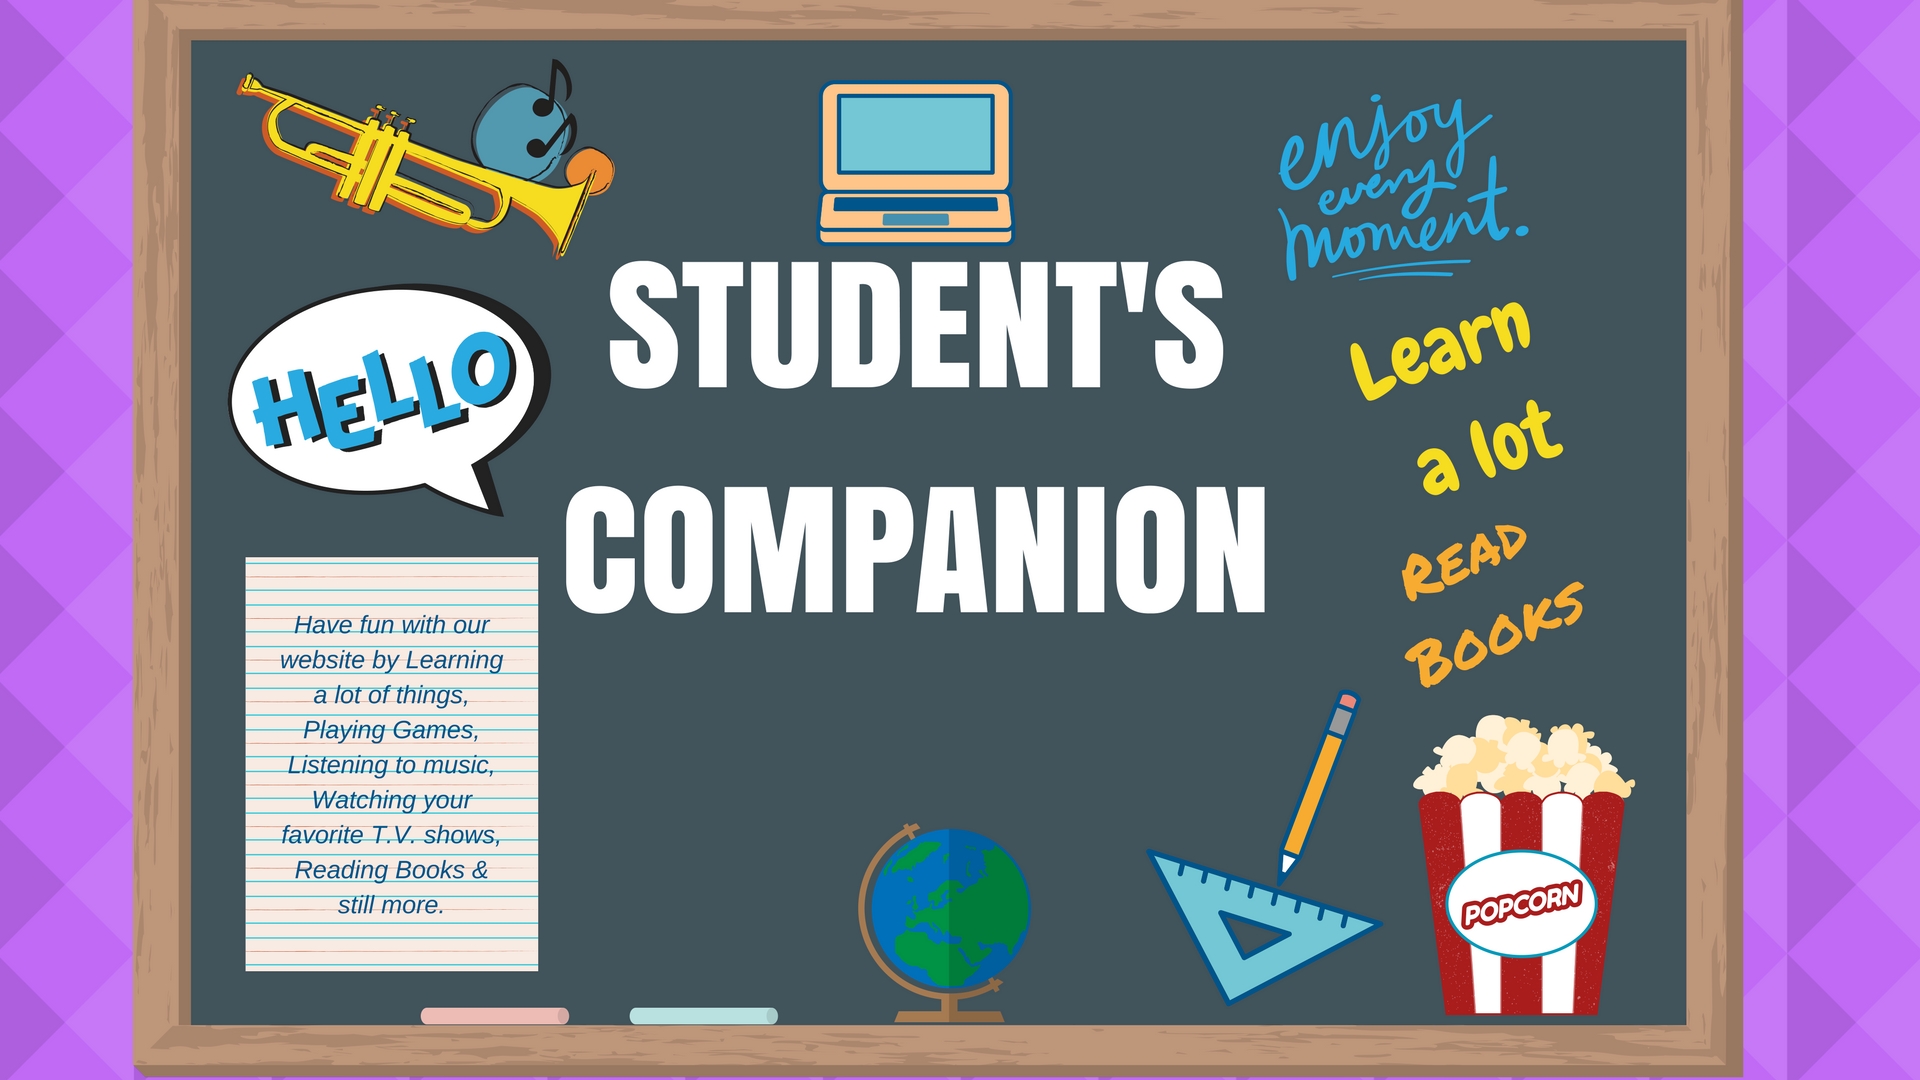 enjoy
every
moment.
STUDENT'S
COMPANION
HELLO
Learn
a lot
READ
BOOKS
Have fun with our
website by Learning
a lot of things,
Playing Games,
Listening to music,
Watching your
favorite T.V. shows,
Reading Books &
still more.
POPCORN